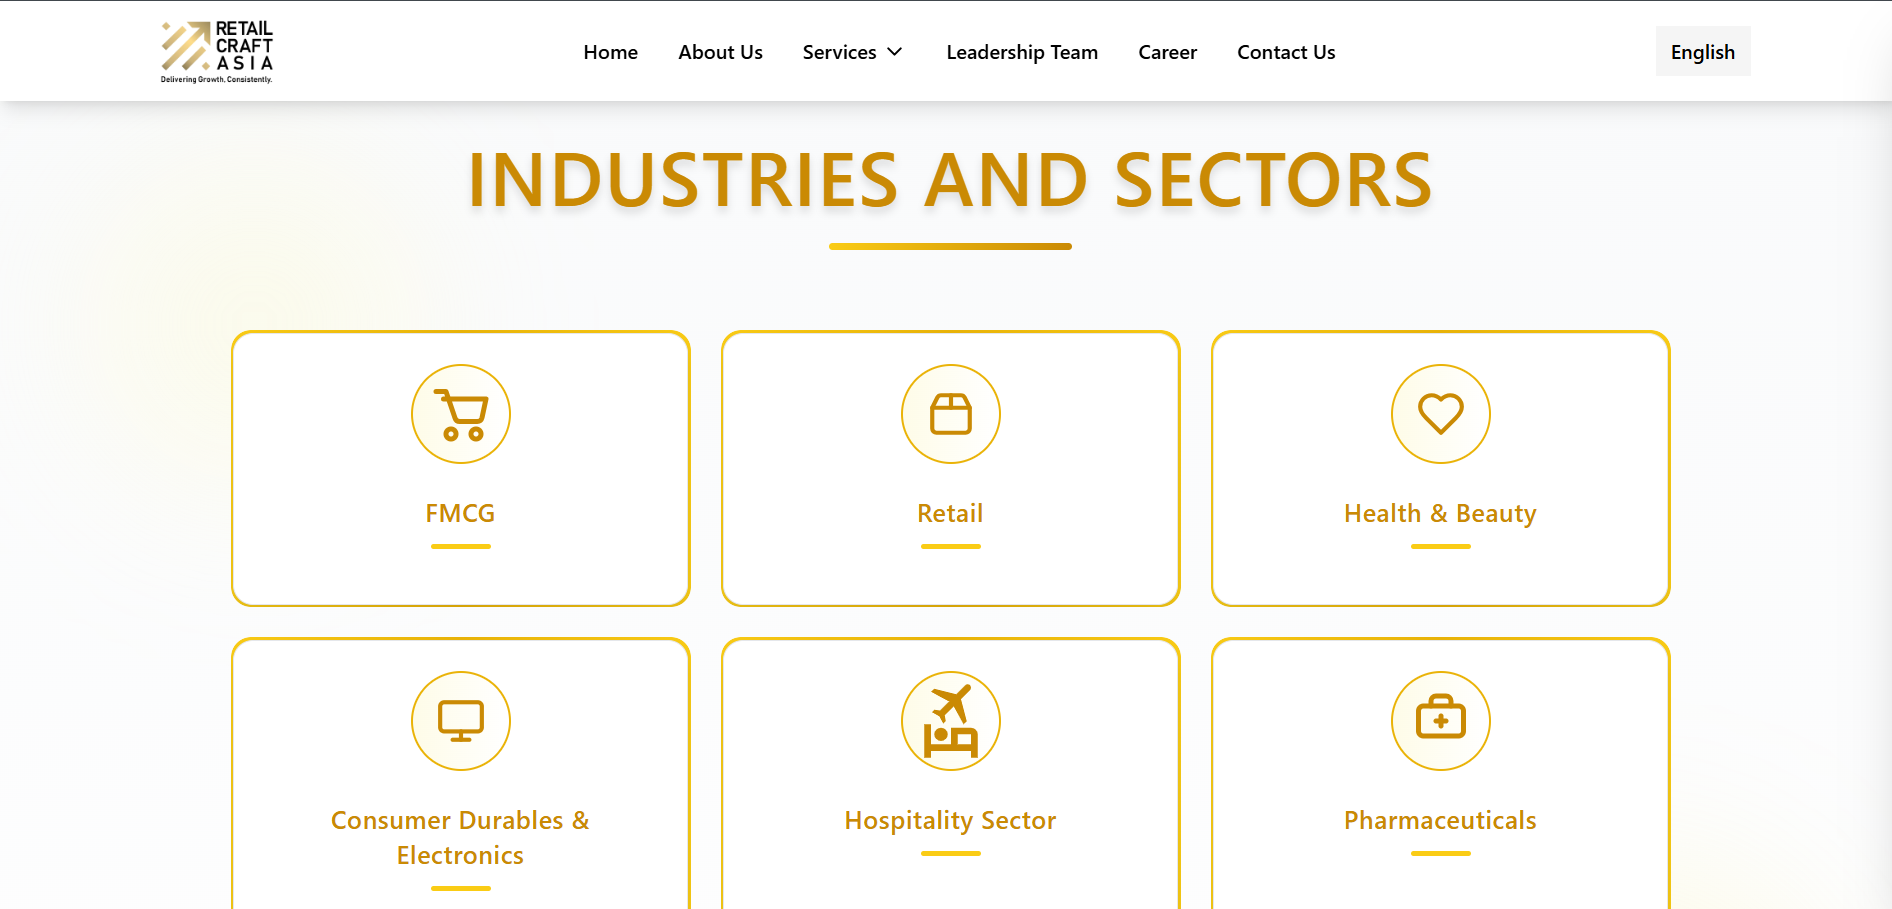 RETAIL
CRAFT
ASIA
Delivering Growth, Consistently.
Home
About Us
Services
Leadership Team
Career
Contact Us
English
INDUSTRIES AND SECTORS
FMCG
Retail
Health & Beauty
Consumer Durables &
Electronics
Hospitality Sector
Pharmaceuticals